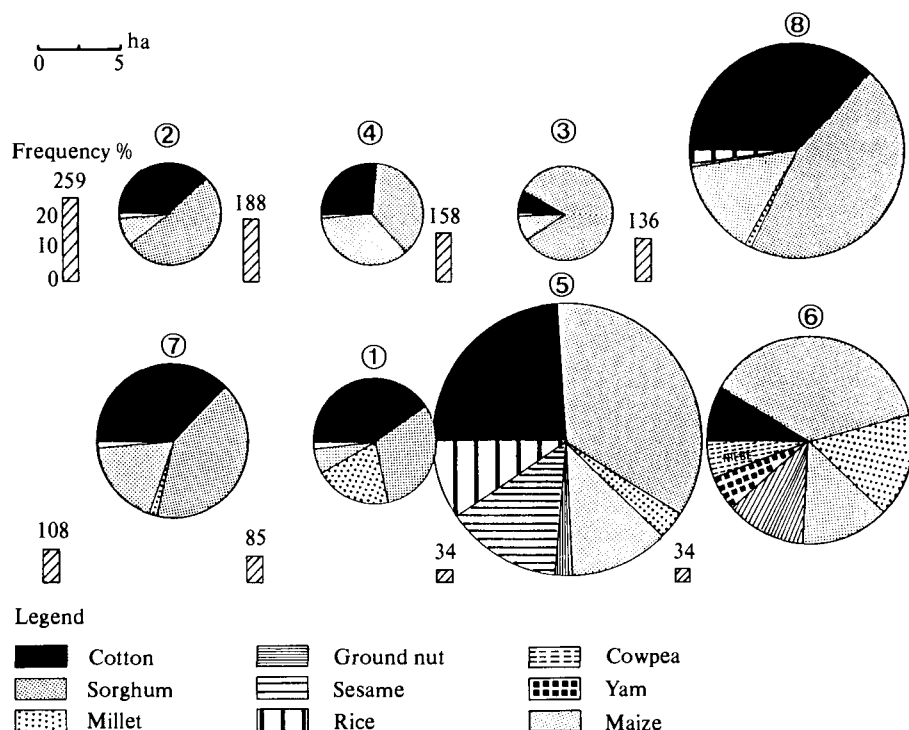 ha
0 5
⑧
② ④ ③
Frequency %
259
188
158
136
20
10
0
⑤
⑦ ① ⑥
108
85
34
34
Legend
Cotton
Ground nut
Cowpea
Sorghum
Sesame
Yam
Millet
Rice
Maize